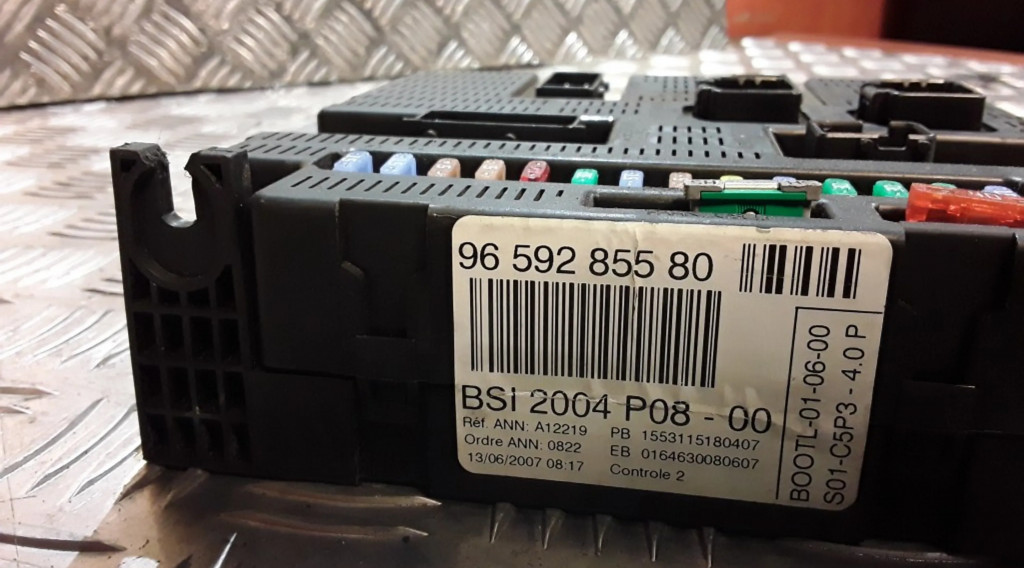 96 592 855 80
BSI 2004 P08 - 00
Réf. ANN: A12219 PB 1553115180407
Ordre ANN: 0822 EB 0164630080607
13/06/2007 08:17 Controle 2
BOOTL-01-06-00
S01-C5P3 - 4.0 P